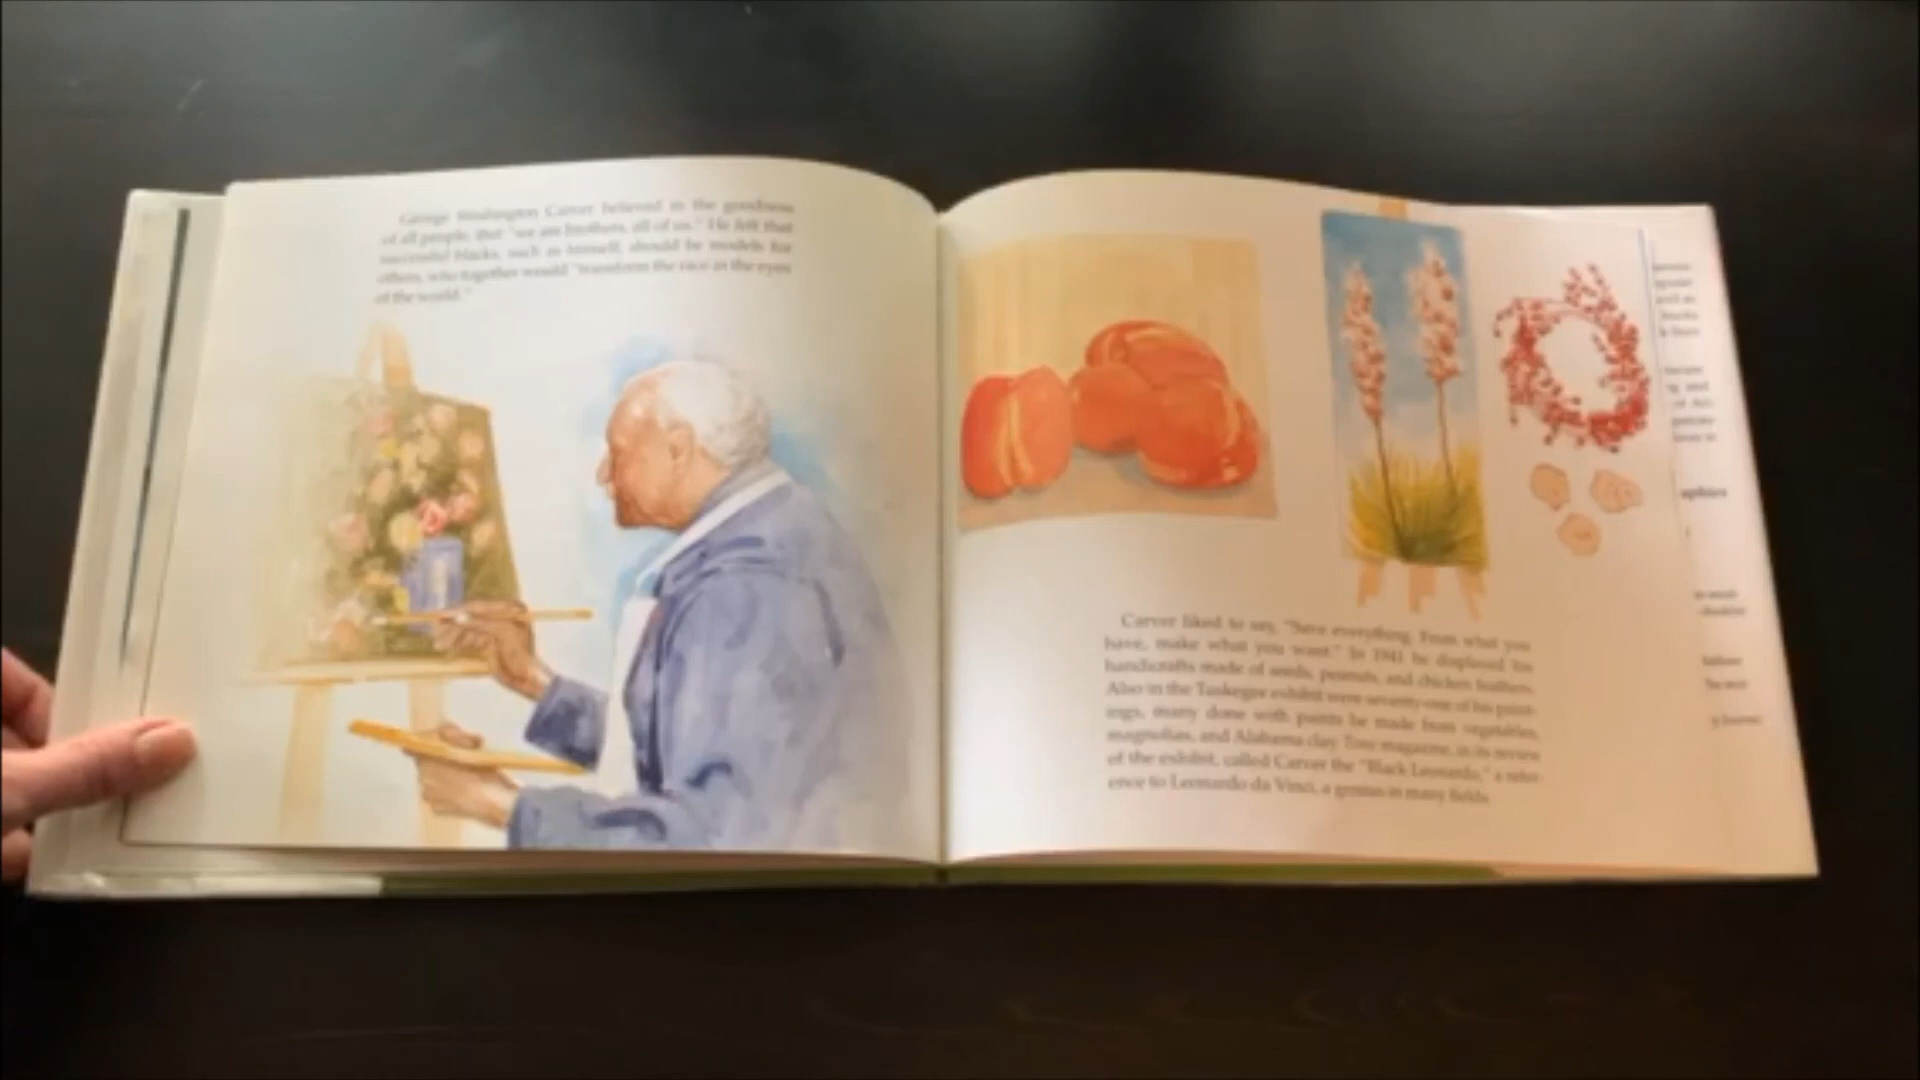 George Washington Carver believed in the goodness
of all people. But "we are brothers, all of us." He felt that
successful blacks, such as himself, should be models for
others, who together would "transform the race in the eyes
of the world."
Carver liked to say, "Save everything. From what you
have, make what you want." In 1941 he displayed his
handicrafts made of seeds, peanuts, and chicken feathers.
Also in the Tuskegee exhibit were seventy-one of his paint-
ings, many done with paints he made from vegetables,
magnolias, and Alabama clay. Time magazine, in its review
of the exhibit, called Carver the "Black Leonardo," a refer-
ence to Leonardo da Vinci, a genius in many fields.